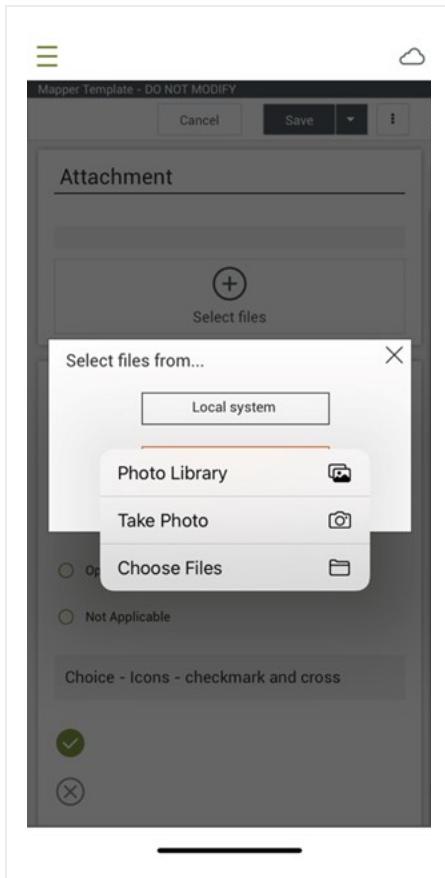 Mapper Template - DO NOT MODIFY
Cancel
Save
Attachment
Select files
Select files from...
Local system
Photo Library
Take Photo
Choose Files
Op
Not Applicable
Choice - Icons - checkmark and cross